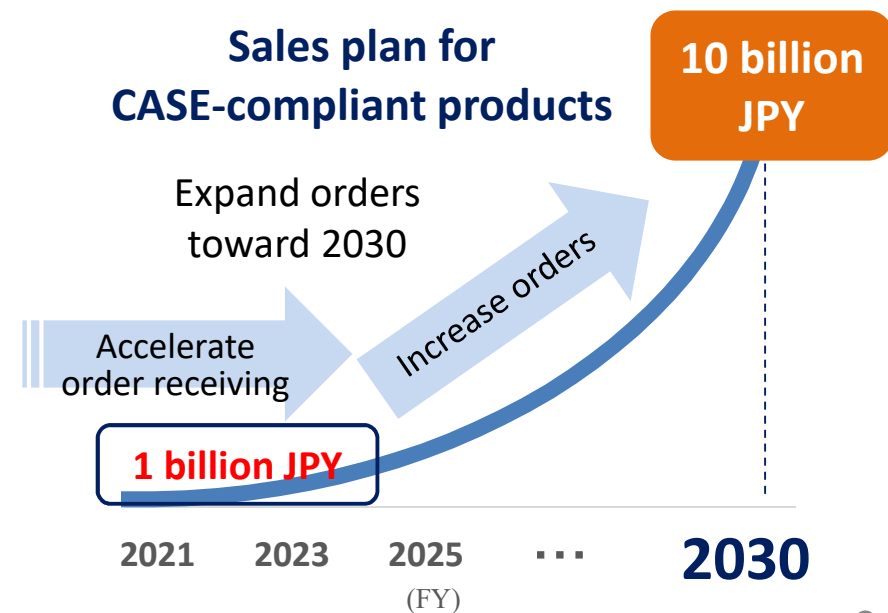 Sales plan for
CASE-compliant products
10 billion
JPY
Expand orders
toward 2030
Increase orders
Accelerate
order receiving
1 billion JPY
2021 2023 2025 ... 2030
(FY)